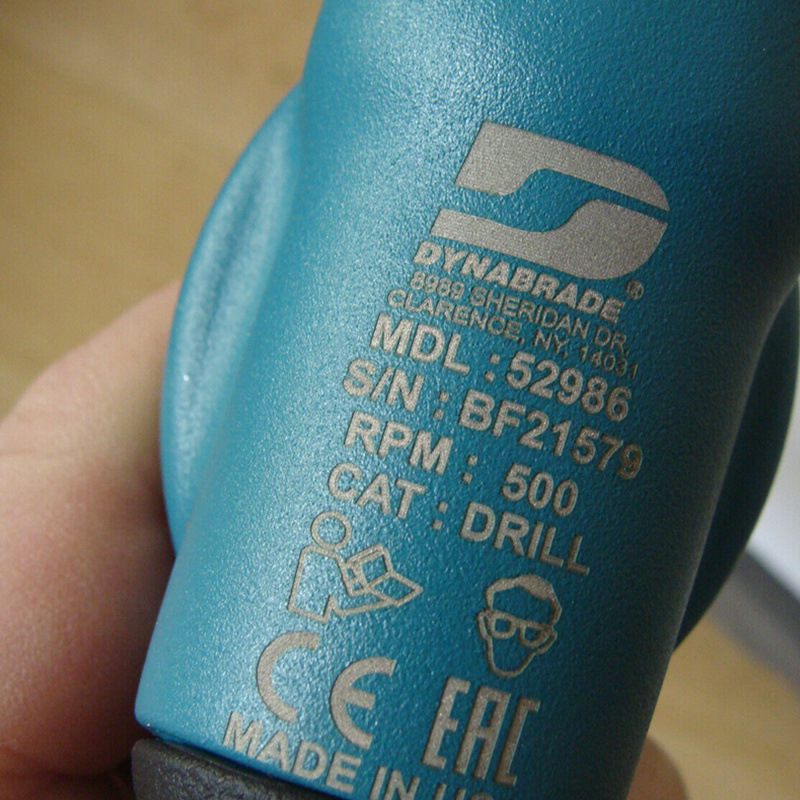 DYNABRADE®
8989 SHERIDAN DR.
CLARENCE, NY, 14031
MDL : 52986
S/N : BF21579
RPM : 500
CAT : DRILL
CE EAC
MADE IN